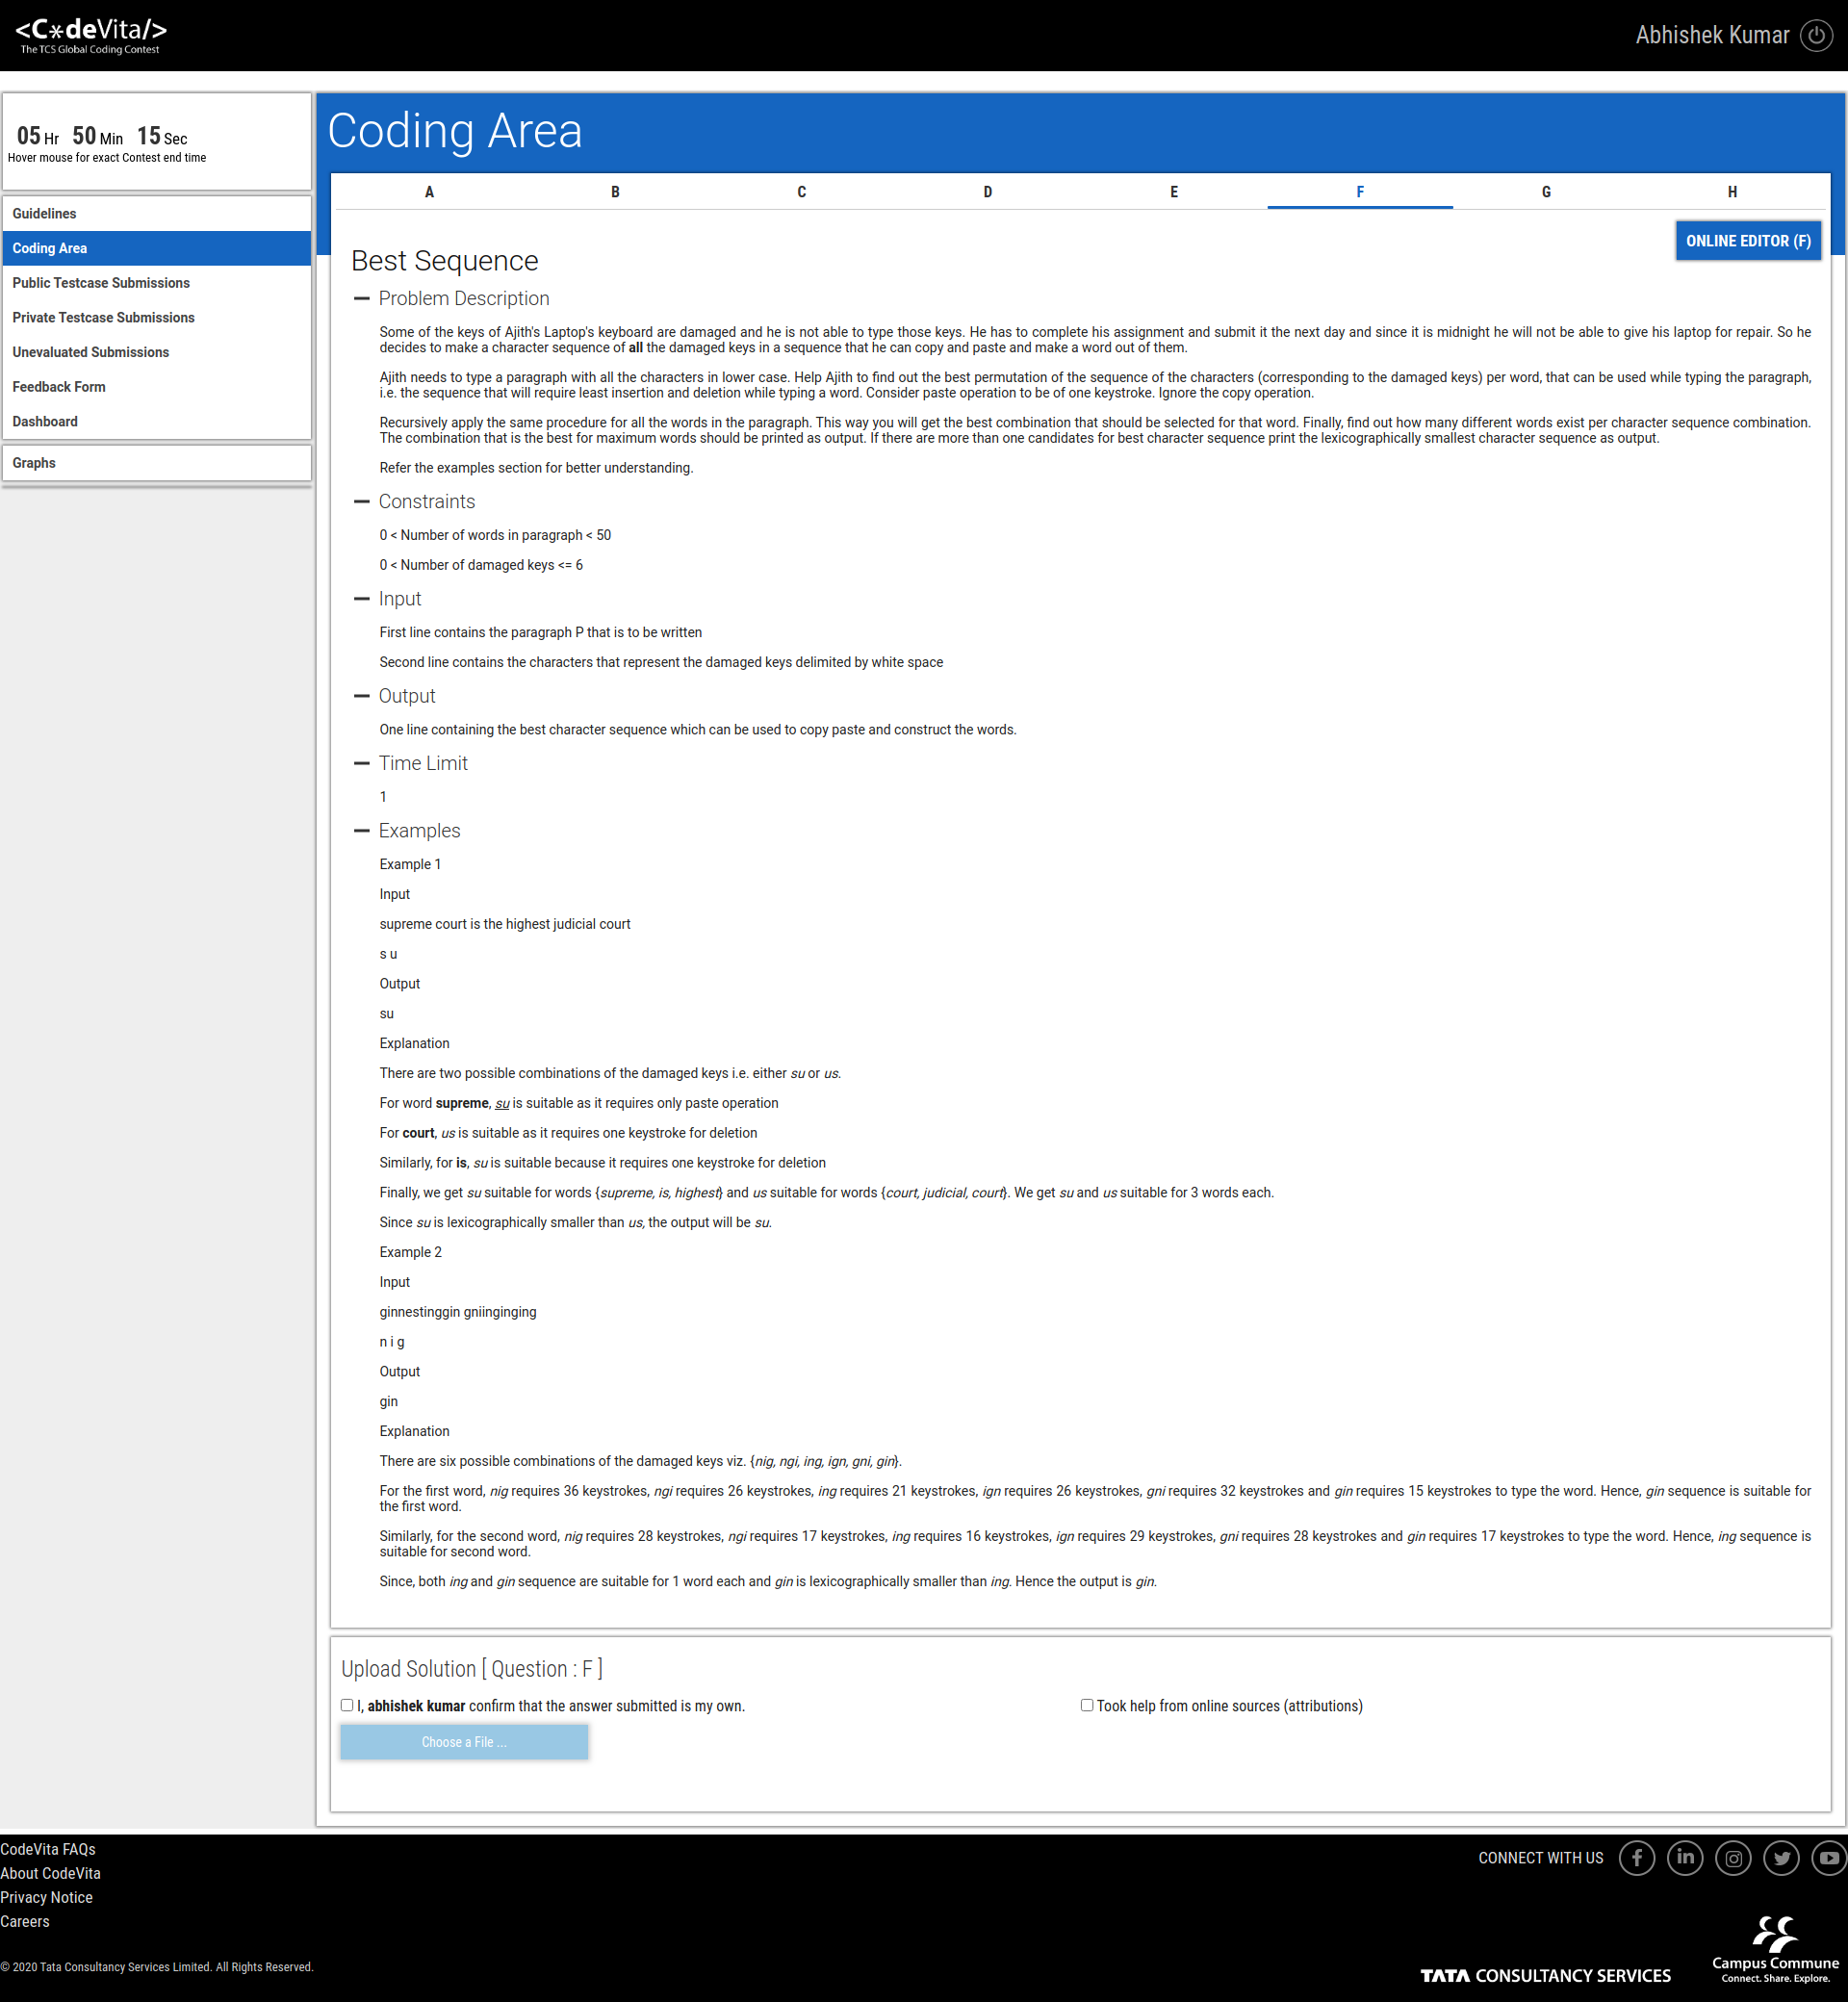 <C*deVita/>
The TCS Global Coding Contest
Abhishek Kumar
05 Hr 50 Min 15 Sec
Hover mouse for exact Contest end time
Guidelines
Coding Area
Public Testcase Submissions
Private Testcase Submissions
Unevaluated Submissions
Feedback Form
Dashboard
Graphs
Coding Area
A B C D E F G H
ONLINE EDITOR (F)
Best Sequence
Problem Description
Some of the keys of Ajith's Laptop's keyboard are damaged and he is not able to type those keys. He has to complete his assignment and submit it the next day and since it is midnight he will not be able to give his laptop for repair. So he
decides to make a character sequence of all the damaged keys in a sequence that he can copy and paste and make a word out of them.
Ajith needs to type a paragraph with all the characters in lower case. Help Ajith to find out the best permutation of the sequence of the characters (corresponding to the damaged keys) per word, that can be used while typing the paragraph,
i.e. the sequence that will require least insertion and deletion while typing a word. Consider paste operation to be of one keystroke. Ignore the copy operation.
Recursively apply the same procedure for all the words in the paragraph. This way you will get the best combination that should be selected for that word. Finally, find out how many different words exist per character sequence combination.
The combination that is the best for maximum words should be printed as output. If there are more than one candidates for best character sequence print the lexicographically smallest character sequence as output.
Refer the examples section for better understanding.
Constraints
0 < Number of words in paragraph < 50
0 < Number of damaged keys <= 6
Input
First line contains the paragraph P that is to be written
Second line contains the characters that represent the damaged keys delimited by white space
Output
One line containing the best character sequence which can be used to copy paste and construct the words.
Time Limit
1
Examples
Example 1
Input
supreme court is the highest judicial court
s u
Output
su
Explanation
There are two possible combinations of the damaged keys i.e. either su or us.
For word supreme, su is suitable as it requires only paste operation
For court, us is suitable as it requires one keystroke for deletion
Similarly, for is, su is suitable because it requires one keystroke for deletion
Finally, we get su suitable for words {supreme, is, highest} and us suitable for words {court, judicial, court}. We get su and us suitable for 3 words each.
Since su is lexicographically smaller than us, the output will be su.
Example 2
Input
ginnestinggin gniinginging
n i g
Output
gin
Explanation
There are six possible combinations of the damaged keys viz. {nig, ngi, ing, ign, gni, gin}.
For the first word, nig requires 36 keystrokes, ngi requires 26 keystrokes, ing requires 21 keystrokes, ign requires 26 keystrokes, gni requires 32 keystrokes and gin requires 15 keystrokes to type the word. Hence, gin sequence is suitable for
the first word.
Similarly, for the second word, nig requires 28 keystrokes, ngi requires 17 keystrokes, ing requires 16 keystrokes, ign requires 29 keystrokes, gni requires 28 keystrokes and gin requires 17 keystrokes to type the word. Hence, ing sequence is
suitable for second word.
Since, both ing and gin sequence are suitable for 1 word each and gin is lexicographically smaller than ing. Hence the output is gin.
Upload Solution [ Question : F ]
I, abhishek kumar confirm that the answer submitted is my own.
Took help from online sources (attributions)
Choose a File ...
CodeVita FAQs
About CodeVita
Privacy Notice
Careers
© 2020 Tata Consultancy Services Limited. All Rights Reserved.
CONNECT WITH US
TATA CONSULTANCY SERVICES
Campus Commune
Connect. Share. Explore.